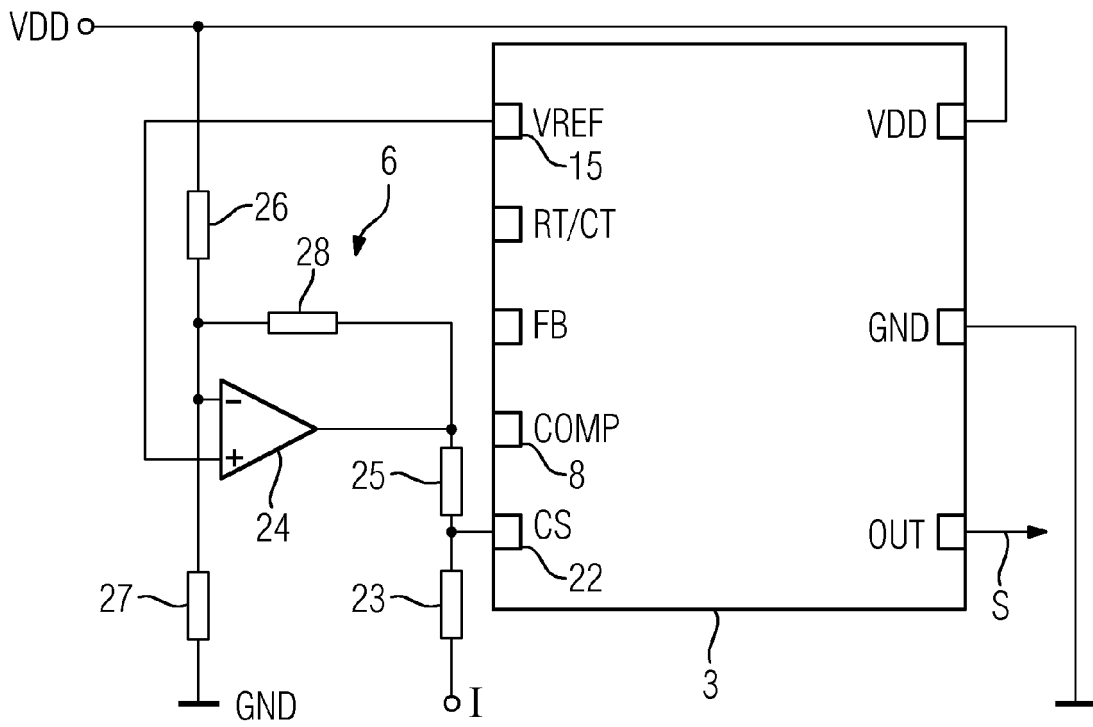 VDD
VREF
VDD
15
6
26
RT/CT
28
FB
GND
-
+
COMP
8
25
24
CS
OUT
22
27
23
S
3
GND
I